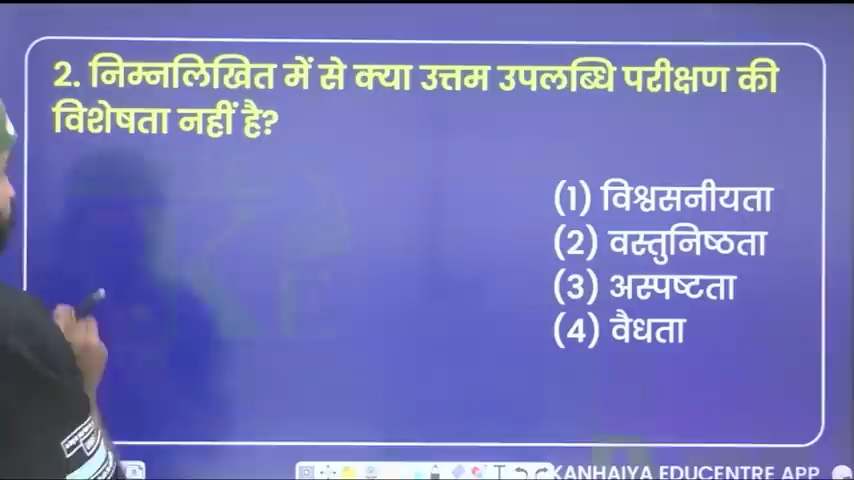 2. निम्नलिखित में से क्या उत्तम उपलब्धि परीक्षण की
विशेषता नहीं है?
(1) विश्वसनीयता
(2) वस्तुनिष्ठता
(3) अस्पष्टता
(4) वैधता
KANHAIYA EDUCENTRE APP